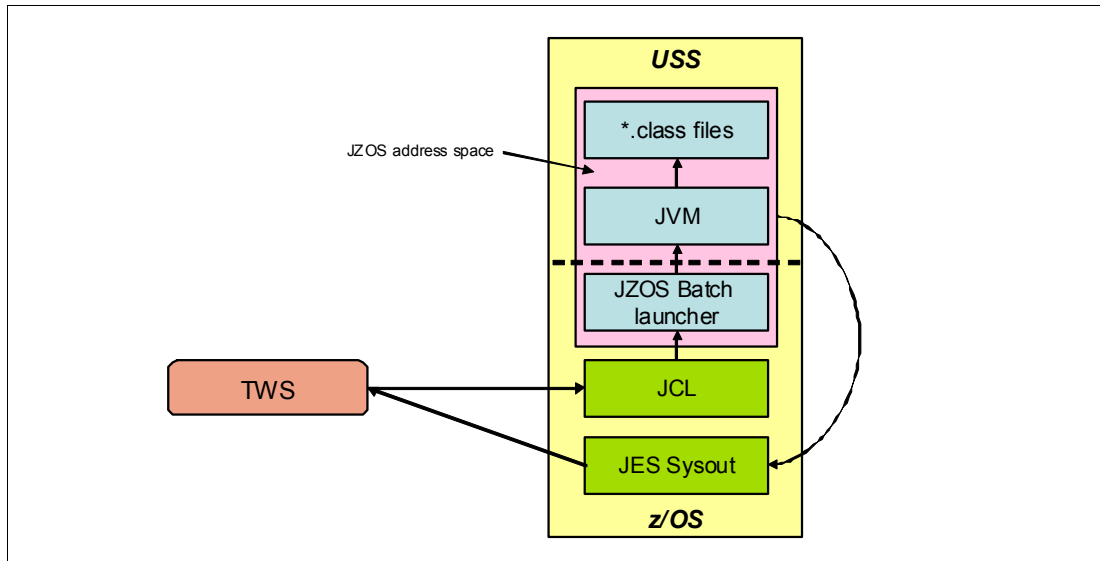 USS
*.class files
JZOS address space
JVM
JZOS Batch
launcher
TWS
JCL
JES Sysout
z/OS